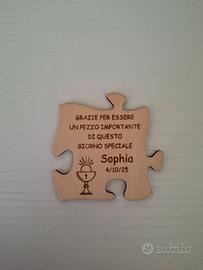 GRAZIE PER ESSERE
UN PEZZO IMPORTANTE
DI QUESTO
GIORNO SPECIALE
Sophia
4/10/25
subito